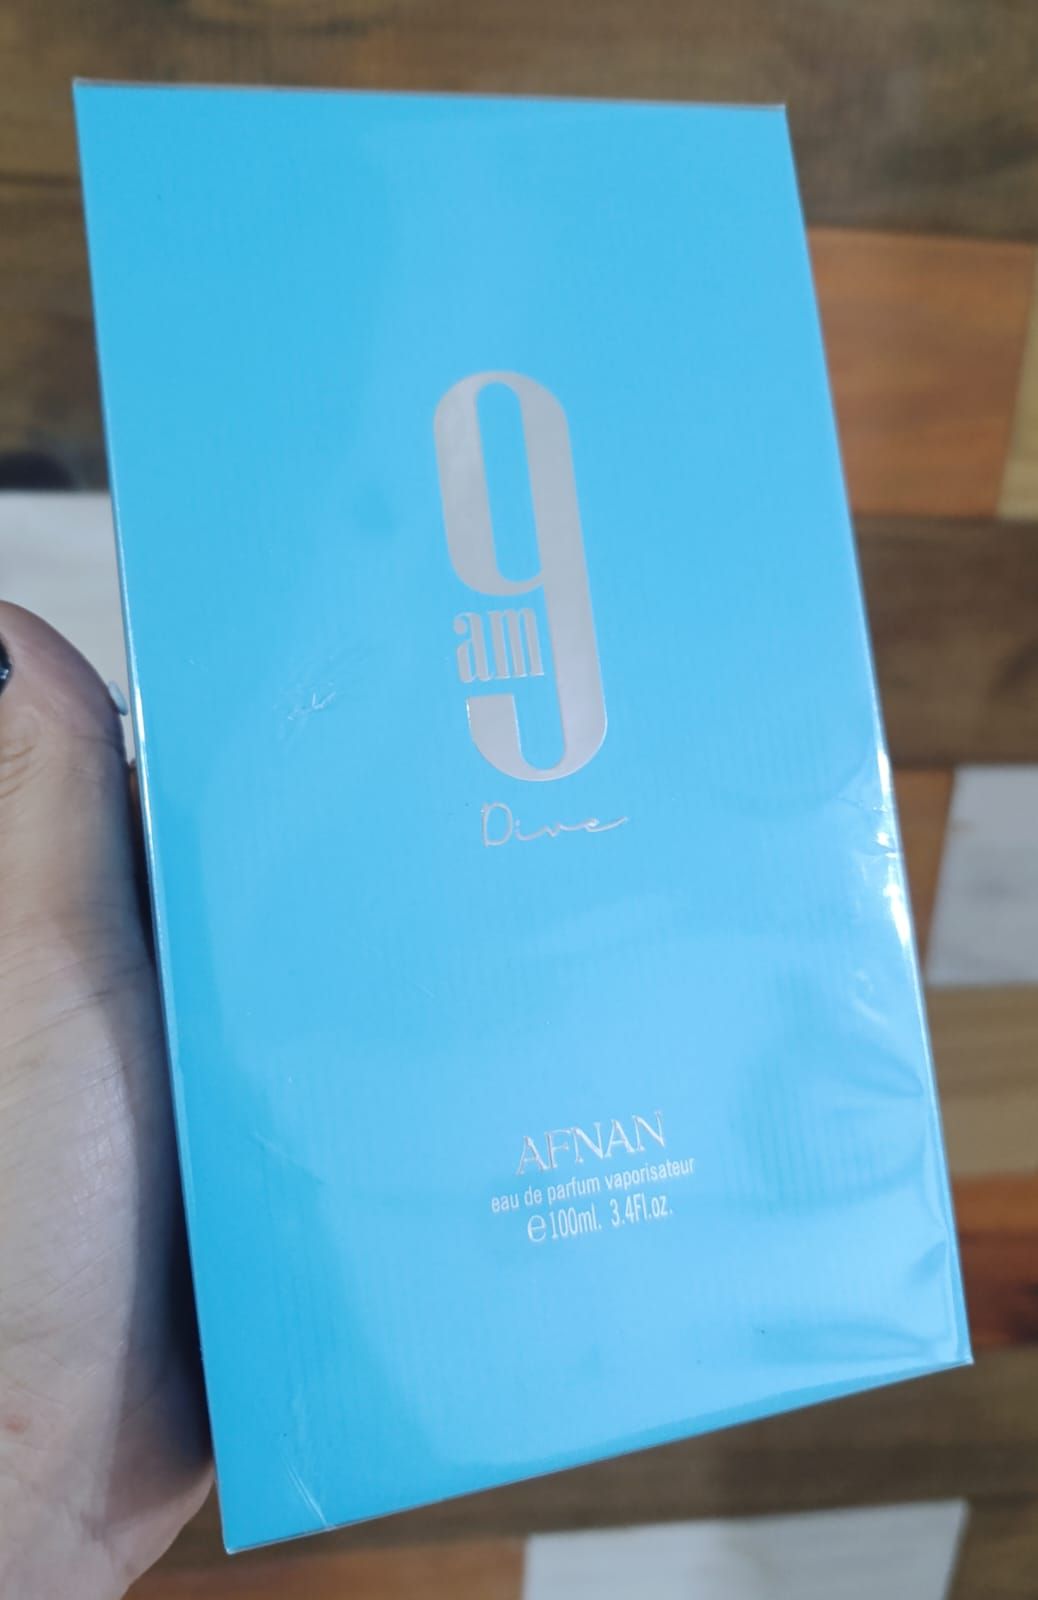 9
am
Dive
AFNAN
eau de parfum vaporisateur
℮100ml. 3.4Fl.oz.